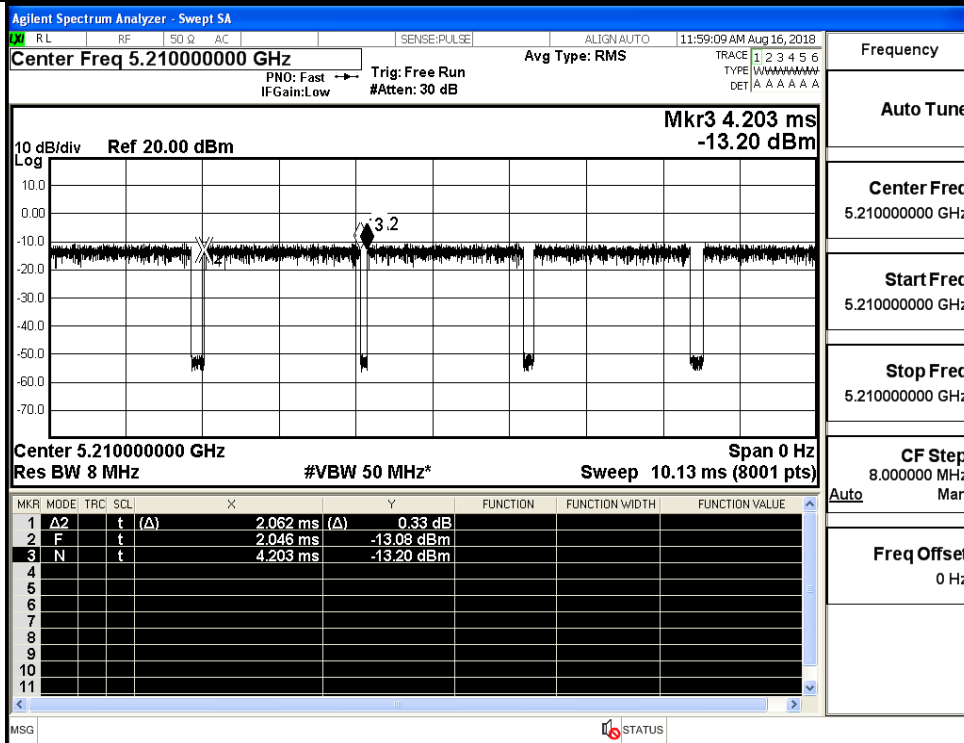 Agilent Spectrum Analyzer - Swept SA
LXI RL RF 50 Ω AC SENSE:PULSE ALIGN AUTO 11:59:09 AM Aug 16, 2018
Center Freq 5.210000000 GHz
PNO: Fast
IFGain:Low
Trig: Free Run
#Atten: 30 dB
Avg Type: RMS
TRACE 1 2 3 4 5 6
TYPE WWWWWW
DET A A A A A A
Mkr3 4.203 ms
-13.20 dBm
10 dB/div Ref 20.00 dBm
Log
10.0
0.00
-10.0
-20.0
-30.0
-40.0
-50.0
-60.0
-70.0
Center 5.210000000 GHz Span 0 Hz
Res BW 8 MHz #VBW 50 MHz* Sweep 10.13 ms (8001 pts)
MKR MODE TRC SCL X Y FUNCTION FUNCTION WIDTH FUNCTION VALUE
1 Δ2 t (Δ) 2.062 ms (Δ) 0.33 dB
2 F t 2.046 ms -13.08 dBm
3 N t 4.203 ms -13.20 dBm
4
5
6
7
8
9
10
11
MSG STATUS
Frequency
Auto Tune
Center Freq
5.210000000 GHz
Start Freq
5.210000000 GHz
Stop Freq
5.210000000 GHz
CF Step
8.000000 MHz
Auto Man
Freq Offset
0 Hz